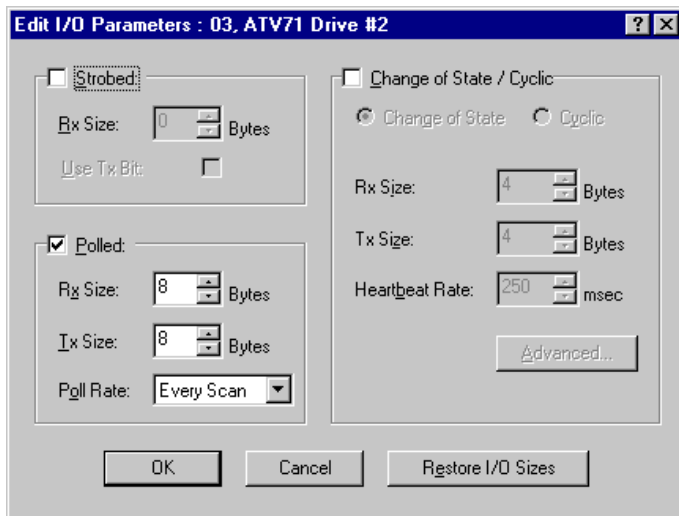 Edit I/O Parameters : 03, ATV71 Drive #2
Strobed:
Rx Size: 0 Bytes
Use Tx Bit:
Polled:
Rx Size: 8 Bytes
Tx Size: 8 Bytes
Poll Rate: Every Scan
Change of State / Cyclic
Change of State Cyclic
Rx Size: 4 Bytes
Tx Size: 4 Bytes
Heartbeat Rate: 250 msec
Advanced...
OK Cancel Restore I/O Sizes